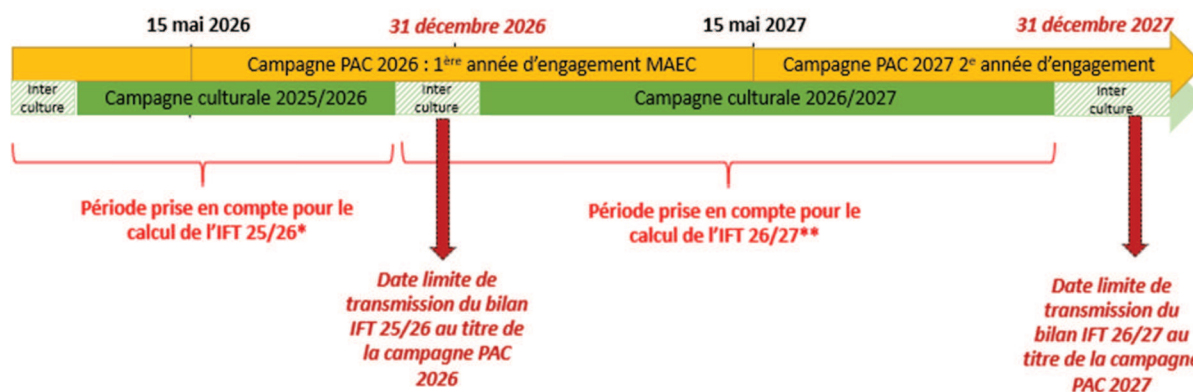 15 mai 2026
31 décembre 2026
15 mai 2027
31 décembre 2027
Campagne PAC 2026 : 1ère année d’engagement MAEC
Campagne PAC 2027 2e année d’engagement
Inter
culture
Campagne culturale 2025/2026
Inter
culture
Campagne culturale 2026/2027
Inter
culture
Période prise en compte pour le
calcul de l’IFT 25/26*
Période prise en compte pour le
calcul de l’IFT 26/27**
Date limite de
transmission du bilan
IFT 25/26 au titre de
la campagne PAC
2026
Date limite de
transmission du
bilan IFT 26/27 au
titre de la campagne
PAC 2027